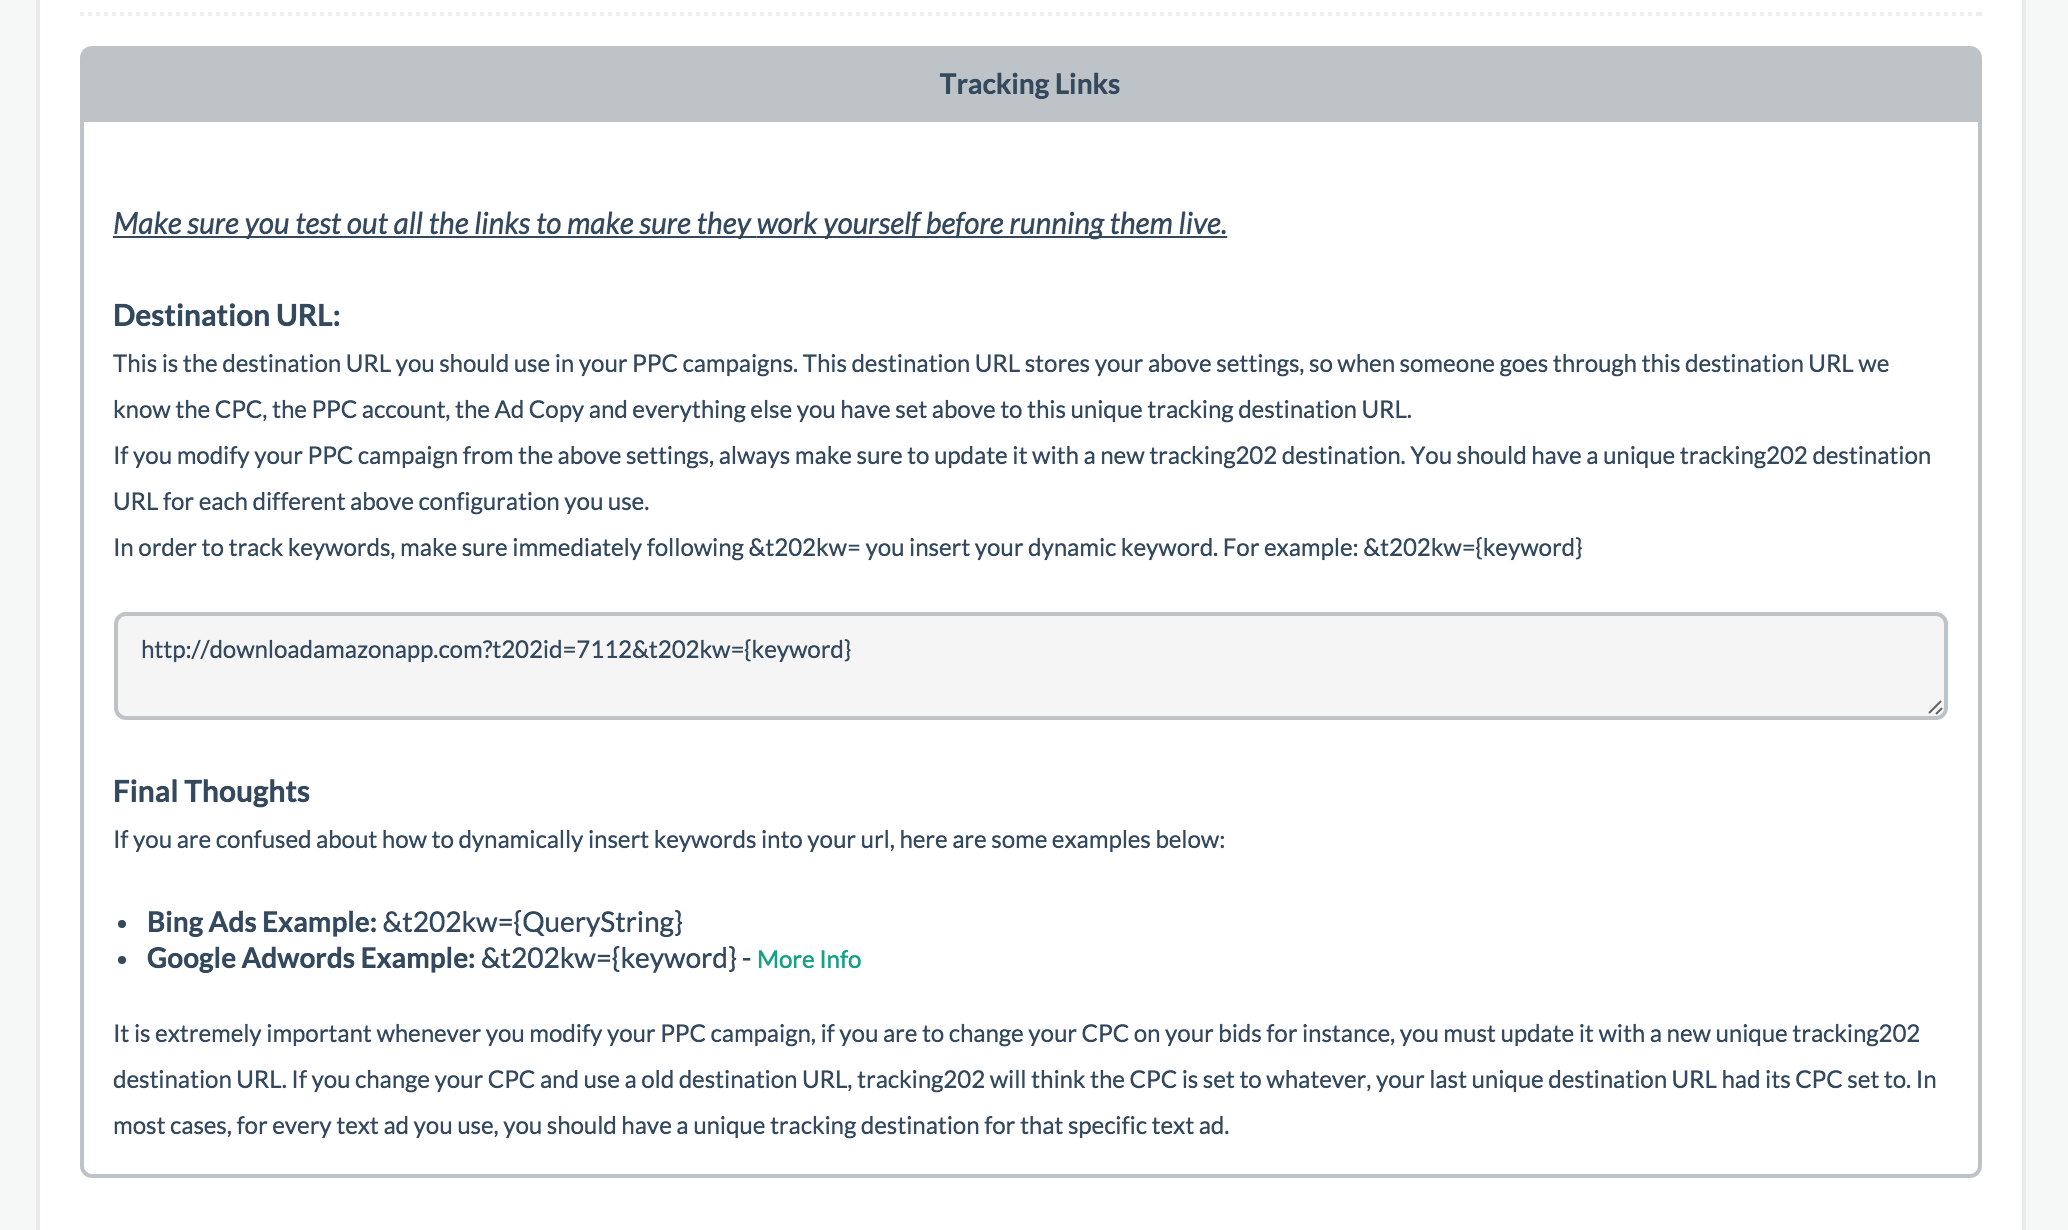 Tracking Links
Make sure you test out all the links to make sure they work yourself before running them live.
Destination URL:
This is the destination URL you should use in your PPC campaigns. This destination URL stores your above settings, so when someone goes through this destination URL we
know the CPC, the PPC account, the Ad Copy and everything else you have set above to this unique tracking destination URL.
If you modify your PPC campaign from the above settings, always make sure to update it with a new tracking202 destination. You should have a unique tracking202 destination
URL for each different above configuration you use.
In order to track keywords, make sure immediately following &t202kw= you insert your dynamic keyword. For example: &t202kw={keyword}
http://downloadamazonapp.com?t202id=7112&t202kw={keyword}
Final Thoughts
If you are confused about how to dynamically insert keywords into your url, here are some examples below:
• Bing Ads Example: &t202kw={QueryString}
• Google Adwords Example: &t202kw={keyword} - More Info
It is extremely important whenever you modify your PPC campaign, if you are to change your CPC on your bids for instance, you must update it with a new unique tracking202
destination URL. If you change your CPC and use a old destination URL, tracking202 will think the CPC is set to whatever, your last unique destination URL had its CPC set to. In
most cases, for every text ad you use, you should have a unique tracking destination for that specific text ad.